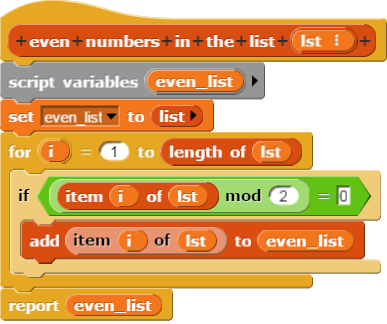 + even + numbers + in + the + list + lst ⋮ +
script variables even_list
set even_list to list
for i = 1 to length of lst
if item i of lst mod 2 = 0
add item i of lst to even_list
report even_list